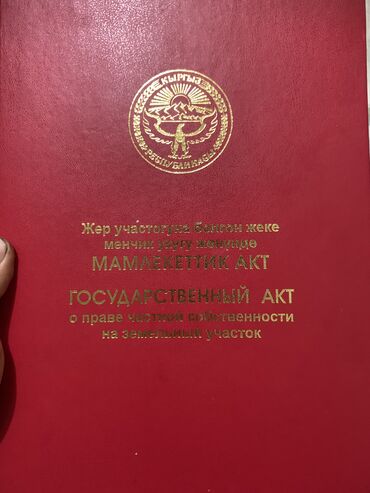 КЫРГЫЗ
РЕСПУБЛИКАСЫ
Жер участогуна болгон жеке
менчик укугу жөнүндө
МАМЛЕКЕТТИК АКТ
ГОСУДАРСТВЕННЫЙ АКТ
о праве частной собственности
на земельный участок